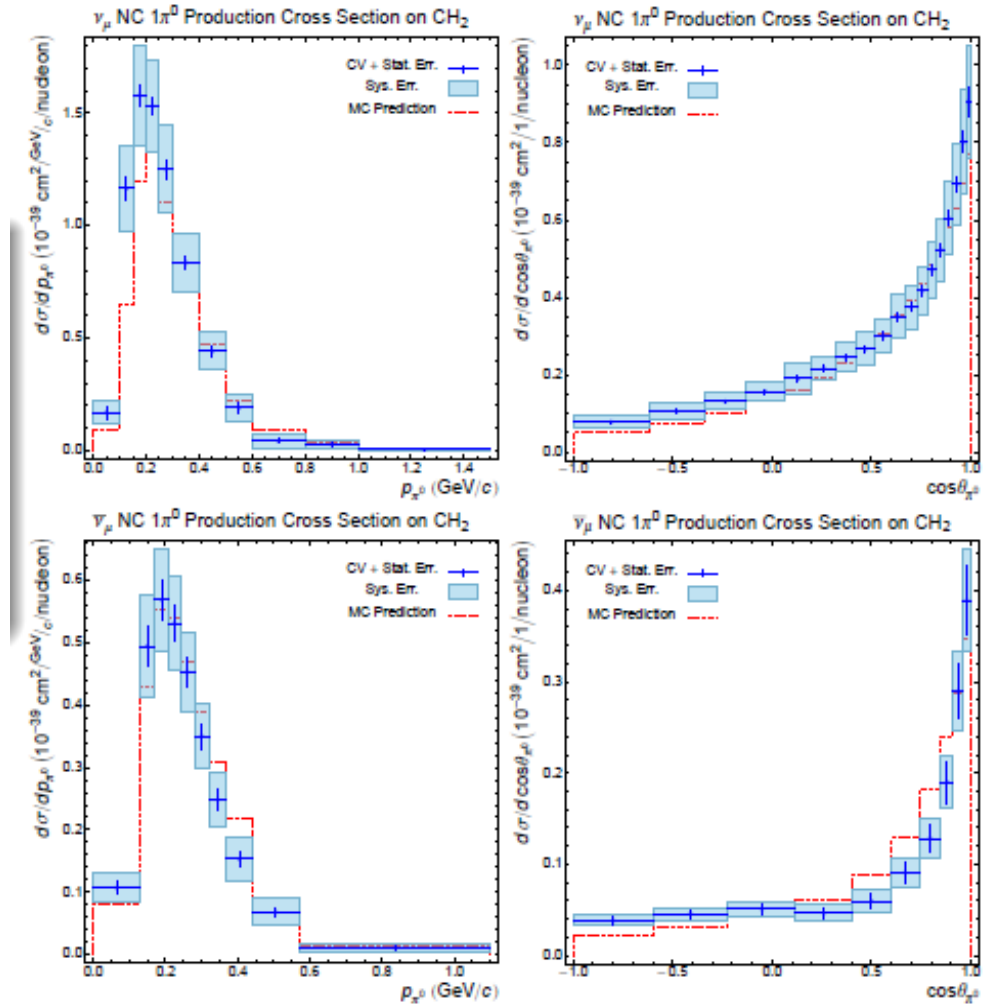 νμ NC 1π0 Production Cross Section on CH2
CV + Stat. Err.
Sys. Err.
MC Prediction
dσ/dpπ0 (10−39 cm2/GeV/c/nucleon)
1.5
1.0
0.5
0.0
0.0 0.2 0.4 0.6 0.8 1.0 1.2 1.4
pπ0 (GeV/c)
νμ NC 1π0 Production Cross Section on CH2
CV + Stat. Err.
Sys. Err.
MC Prediction
dσ/dcosθπ0 (10−39 cm2/1/nucleon)
1.0
0.8
0.6
0.4
0.2
0.0
−1.0 −0.5 0.0 0.5 1.0
cosθπ0
ν̅μ NC 1π0 Production Cross Section on CH2
CV + Stat. Err.
Sys. Err.
MC Prediction
dσ/dpπ0 (10−39 cm2/GeV/c/nucleon)
0.6
0.5
0.4
0.3
0.2
0.1
0.0
0.0 0.2 0.4 0.6 0.8 1.0
pπ0 (GeV/c)
ν̅μ NC 1π0 Production Cross Section on CH2
CV + Stat. Err.
Sys. Err.
MC Prediction
dσ/dcosθπ0 (10−39 cm2/1/nucleon)
0.4
0.3
0.2
0.1
0.0
−1.0 −0.5 0.0 0.5 1.0
cosθπ0